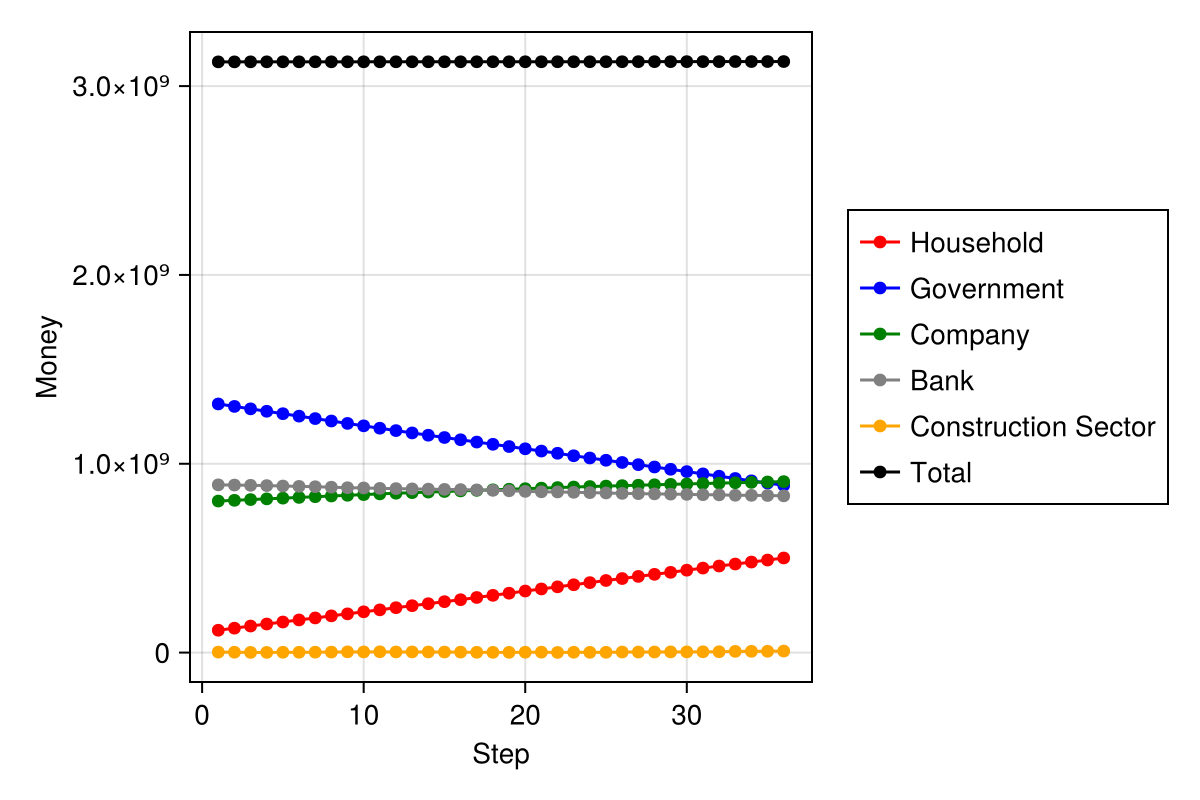 3.0×10⁹
2.0×10⁹
1.0×10⁹
0
Money
0 10 20 30
Step
Household
Government
Company
Bank
Construction Sector
Total